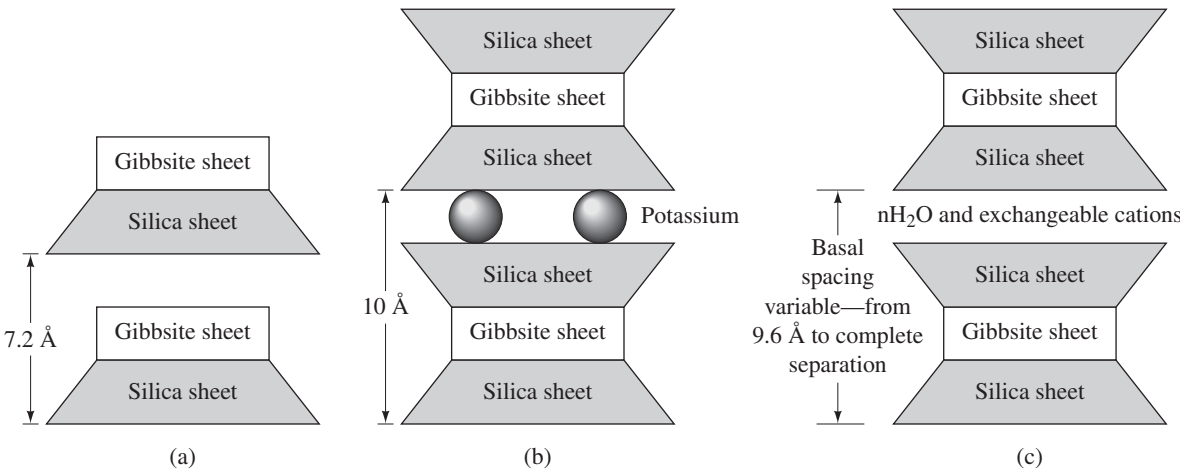 Gibbsite sheet
Silica sheet
7.2 Å
Gibbsite sheet
Silica sheet
(a)
Silica sheet
Gibbsite sheet
Silica sheet
Potassium
10 Å
Silica sheet
Gibbsite sheet
Silica sheet
(b)
Silica sheet
Gibbsite sheet
Silica sheet
nH₂O and exchangeable cations
Basal
spacing
variable—from
9.6 Å to complete
separation
Silica sheet
Gibbsite sheet
Silica sheet
(c)